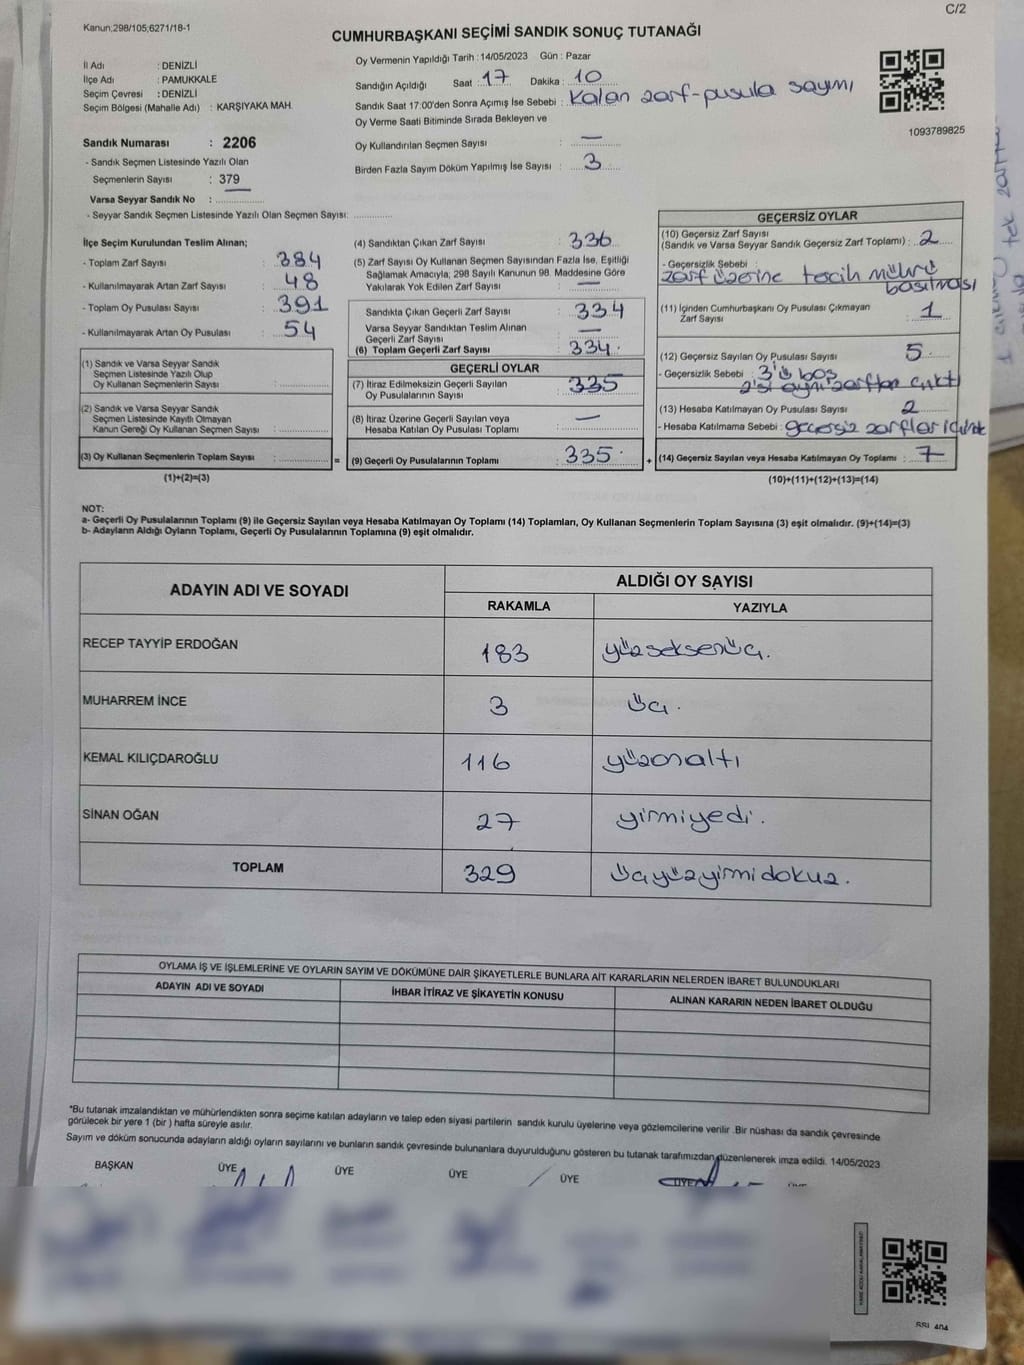 C/2
Kanun;298/105;6271/18-1
CUMHURBAŞKANI SEÇİMİ SANDIK SONUÇ TUTANAĞI
İl Adı : DENİZLİ
İlçe Adı : PAMUKKALE
Seçim Çevresi : DENİZLİ
Seçim Bölgesi (Mahalle Adı) : KARŞIYAKA MAH.
Oy Vermenin Yapıldığı Tarih : 14/05/2023 Gün : Pazar
Sandığın Açıldığı Saat : 17 Dakika : 10
Sandık Saat 17:00'den Sonra Açımış İse Sebebi : Kalan zarf-pusula sayımı
Oy Verme Saati Bitiminde Sırada Bekleyen ve
Oy Kullandırılan Seçmen Sayısı : —
Birden Fazla Sayım Döküm Yapılmış İse Sayısı : 3
1093789825
Sandık Numarası : 2206
- Sandık Seçmen Listesinde Yazılı Olan
Seçmenlerin Sayısı : 379
Varsa Seyyar Sandık No :
- Seyyar Sandık Seçmen Listesinde Yazılı Olan Seçmen Sayısı:
İlçe Seçim Kurulundan Teslim Alınan;
- Toplam Zarf Sayısı : 384
- Kullanılmayarak Artan Zarf Sayısı : 48
- Toplam Oy Pusulası Sayısı : 391
- Kullanılmayarak Artan Oy Pusulası : 54
(1) Sandık ve Varsa Seyyar Sandık
Seçmen Listesinde Yazılı Olup
Oy Kullanan Seçmenlerin Sayısı :
(2) Sandık ve Varsa Seyyar Sandık
Seçmen Listesinde Kayıtlı Olmayan
Kanun Gereği Oy Kullanan Seçmen Sayısı :
(3) Oy Kullanan Seçmenlerin Toplam Sayısı : =
(1)+(2)=(3)
(4) Sandıktan Çıkan Zarf Sayısı : 336
(5) Zarf Sayısı Oy Kullanan Seçmen Sayısından Fazla İse, Eşitliği
Sağlamak Amacıyla; 298 Sayılı Kanunun 98. Maddesine Göre
Yakılarak Yok Edilen Zarf Sayısı : —
Sandıkta Çıkan Geçerli Zarf Sayısı : 334
Varsa Seyyar Sandıktan Teslim Alınan
Geçerli Zarf Sayısı : —
(6) Toplam Geçerli Zarf Sayısı : 334
GEÇERLİ OYLAR
(7) İtiraz Edilmeksizin Geçerli Sayılan
Oy Pusulalarının Sayısı : 335
(8) İtiraz Üzerine Geçerli Sayılan veya
Hesaba Katılan Oy Pusulası Toplamı : —
(9) Geçerli Oy Pusulalarının Toplamı : 335 +
GEÇERSİZ OYLAR
(10) Geçersiz Zarf Sayısı
(Sandık ve Varsa Seyyar Sandık Geçersiz Zarf Toplamı) : 2
- Geçersizlik Sebebi :
zarf üzerine tercih mührü
basılması
(11) İçinden Cumhurbaşkanı Oy Pusulası Çıkmayan
Zarf Sayısı : 1
(12) Geçersiz Sayılan Oy Pusulası Sayısı : 5
- Geçersizlik Sebebi : 3'ü boş
2'si aynı zarftan çıktı
(13) Hesaba Katılmayan Oy Pusulası Sayısı : 2
- Hesaba Katılmama Sebebi : geçersiz zarflar içinde
(14) Geçersiz Sayılan veya Hesaba Katılmayan Oy Toplamı : 7
(10)+(11)+(12)+(13)=(14)
NOT:
a- Geçerli Oy Pusulalarının Toplamı (9) ile Geçersiz Sayılan veya Hesaba Katılmayan Oy Toplamı (14) Toplamları, Oy Kullanan Seçmenlerin Toplam Sayısına (3) eşit olmalıdır. (9)+(14)=(3)
b- Adayların Aldığı Oyların Toplamı, Geçerli Oy Pusulalarının Toplamına (9) eşit olmalıdır.
ADAYIN ADI VE SOYADI ALDIĞI OY SAYISI
RAKAMLA YAZIYLA
RECEP TAYYİP ERDOĞAN 183 yüzseksenüç.
MUHARREM İNCE 3 üç.
KEMAL KILIÇDAROĞLU 116 yüzonaltı
SİNAN OĞAN 27 yirmiyedi.
TOPLAM 329 üçyüzyirmidokuz.
OYLAMA İŞ VE İŞLEMLERİNE VE OYLARIN SAYIM VE DÖKÜMÜNE DAİR ŞİKAYETLERLE BUNLARA AİT KARARLARIN NELERDEN İBARET BULUNDUKLARI
ADAYIN ADI VE SOYADI İHBAR İTİRAZ VE ŞİKAYETİN KONUSU ALINAN KARARIN NEDEN İBARET OLDUĞU
*Bu tutanak imzalandıktan ve mühürlendikten sonra seçime katılan adayların ve talep eden siyasi partilerin sandık kurulu üyelerine veya gözlemcilerine verilir .Bir nüshası da sandık çevresinde
görülecek bir yere 1 (bir ) hafta süreyle asılır.
Sayım ve döküm sonucunda adayların aldığı oyların sayılarını ve bunların sandık çevresinde bulunanlara duyurulduğunu gösteren bu tutanak tarafımızdan düzenlenerek imza edildi. 14/05/2023
BAŞKAN ÜYE ÜYE ÜYE ÜYE ÜYE